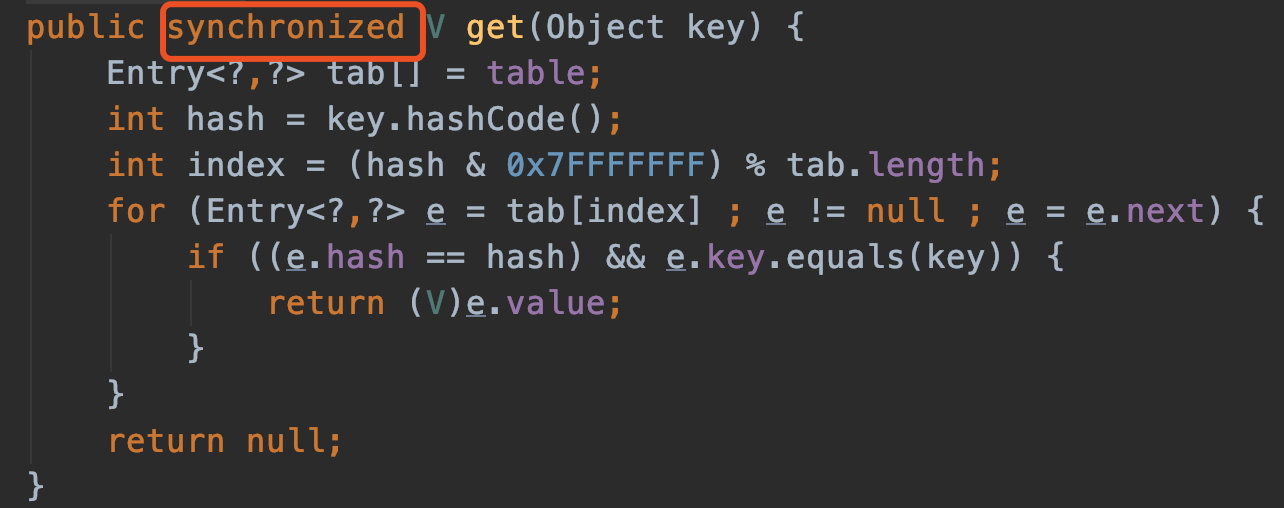 public synchronized V get(Object key) {
    Entry<?,?> tab[] = table;
    int hash = key.hashCode();
    int index = (hash & 0x7FFFFFFF) % tab.length;
    for (Entry<?,?> e = tab[index] ; e != null ; e = e.next) {
        if ((e.hash == hash) && e.key.equals(key)) {
            return (V)e.value;
        }
    }
    return null;
}